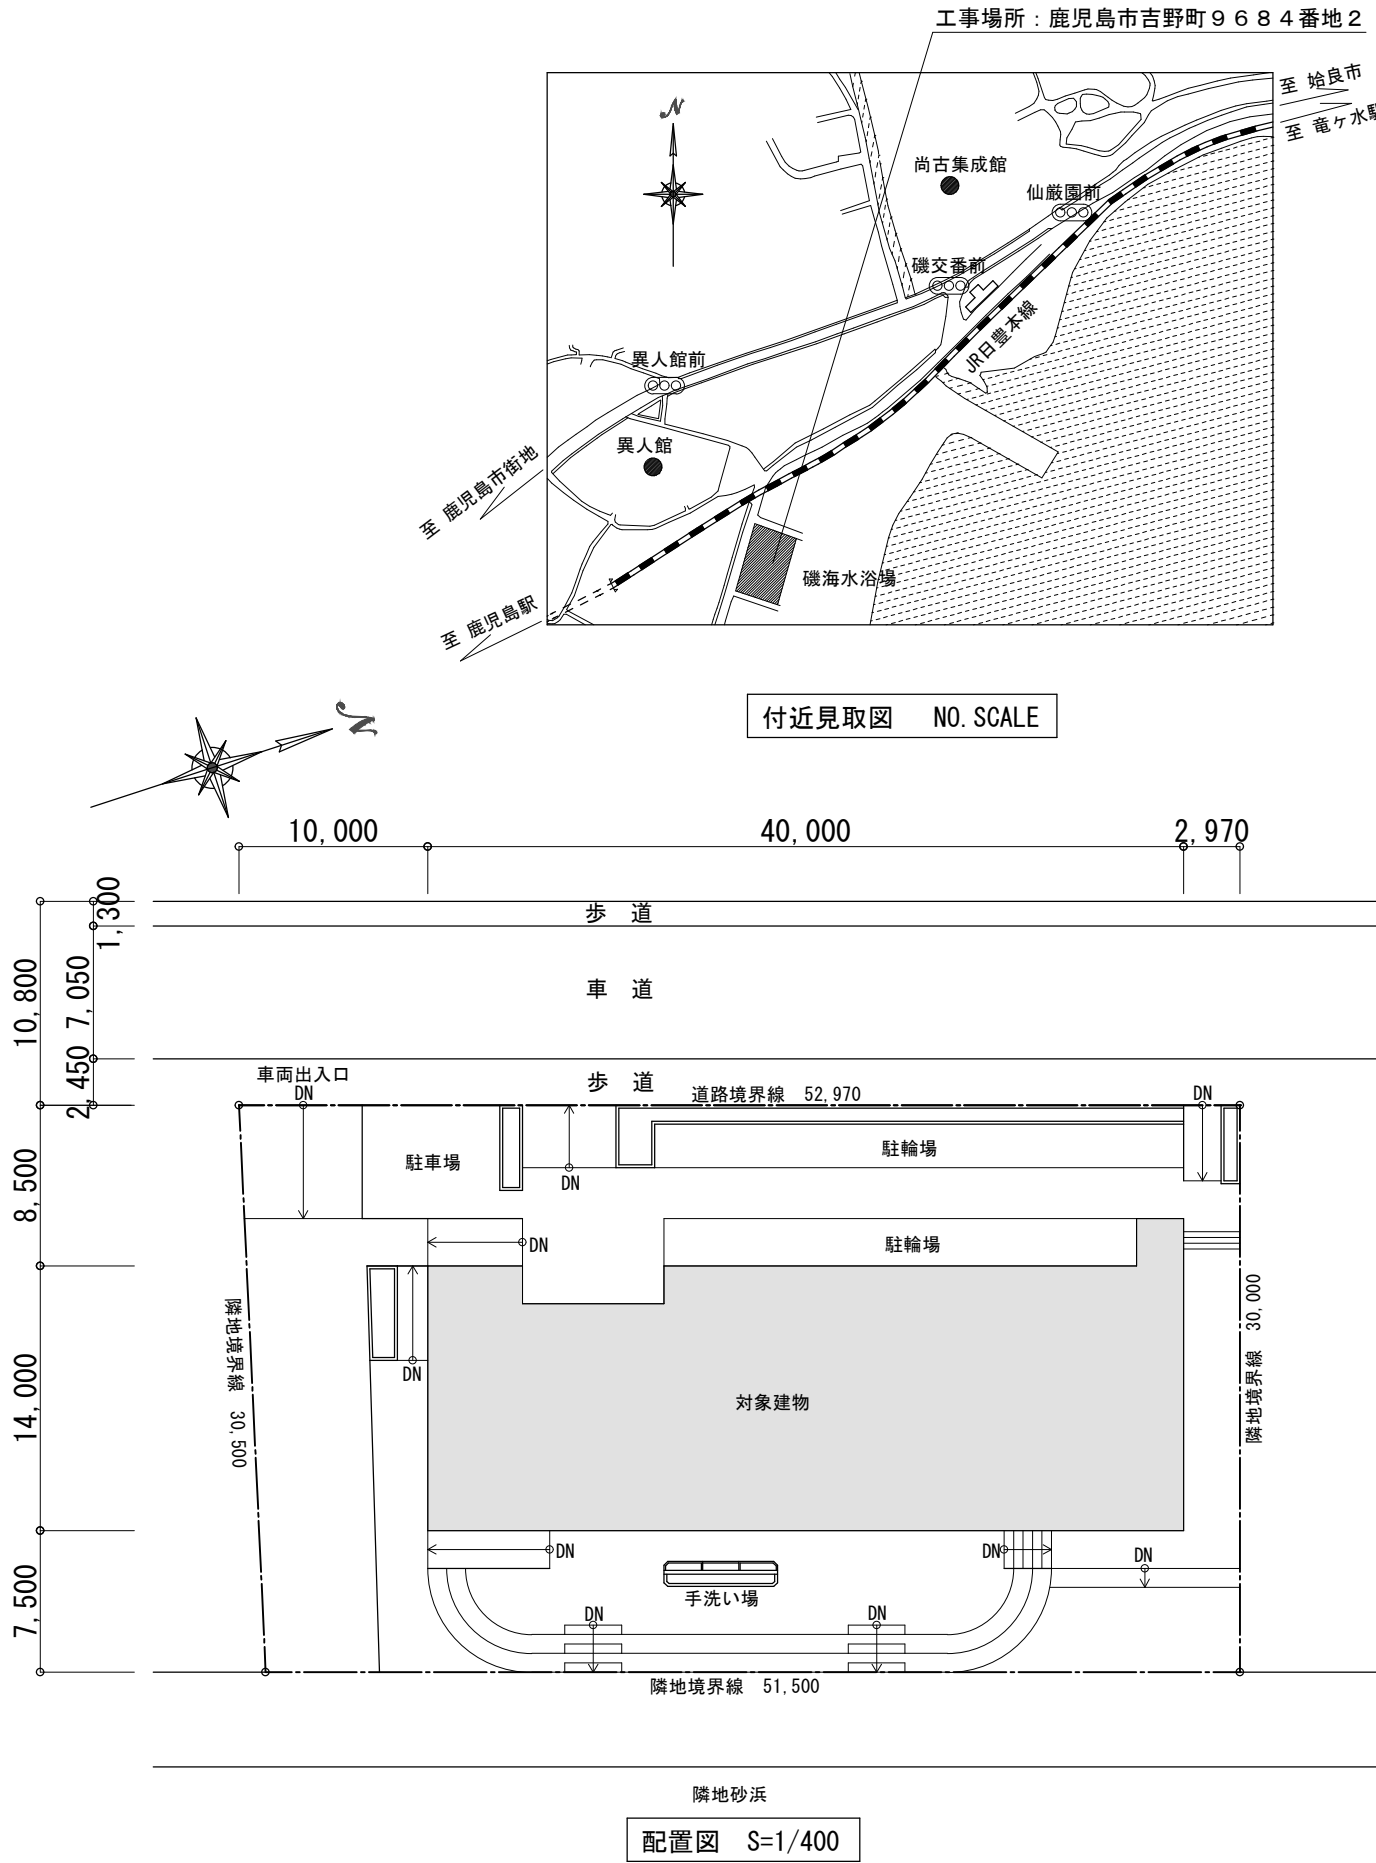 工事場所：鹿児島市吉野町９６８４番地２
至 姶良市
至 竜ヶ水駅
N
尚古集成館
仙厳園前
磯交番前
JR日豊本線
異人館前
異人館
至 鹿児島市街地
磯海水浴場
至 鹿児島駅
付近見取図 NO.SCALE
N
10,000
40,000
2,970
1,300
歩 道
10,800
7,050
車 道
2,450
車両出入口
DN
歩 道
道路境界線 52,970
DN
8,500
駐車場
DN
駐輪場
DN
駐輪場
隣地境界線 30,500
隣地境界線 30,000
DN
14,000
対象建物
DN
DN
DN
7,500
手洗い場
DN
DN
隣地境界線 51,500
隣地砂浜
配置図 S=1/400